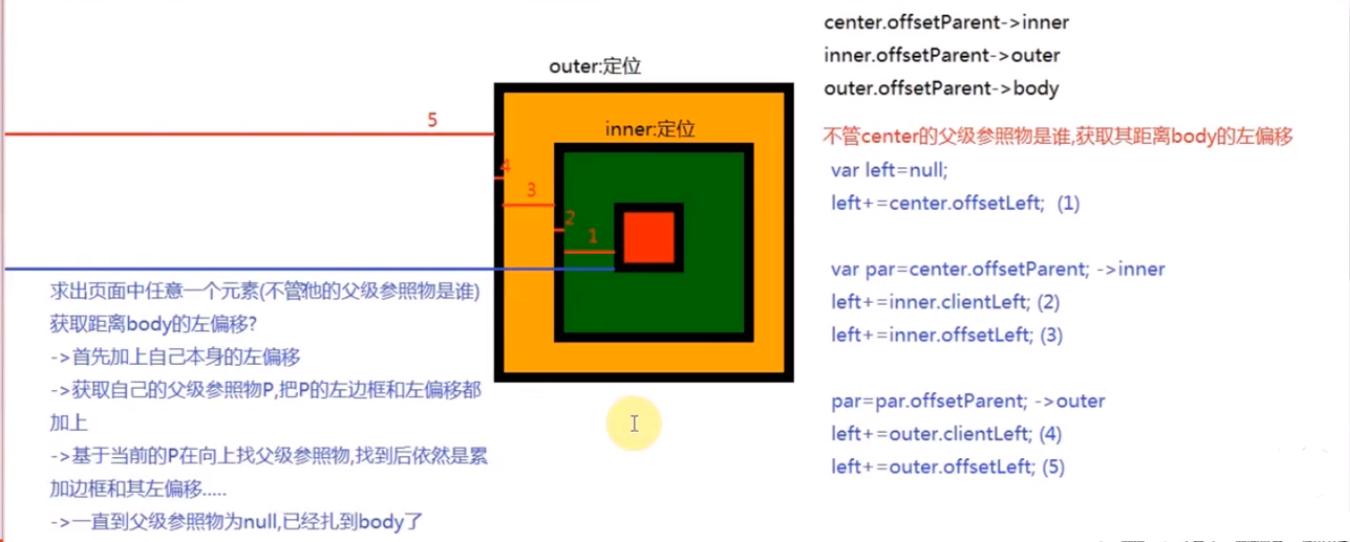 center.offsetParent->inner
inner.offsetParent->outer
outer.offsetParent->body
不管center的父级参照物是谁,获取其距离body的左偏移
var left=null;
left+=center.offsetLeft; (1)
var par=center.offsetParent; ->inner
left+=inner.clientLeft; (2)
left+=inner.offsetLeft; (3)
par=par.offsetParent; ->outer
left+=outer.clientLeft; (4)
left+=outer.offsetLeft; (5)
outer:定位
inner:定位
5
4
3
2
1
求出页面中任意一个元素(不管他的父级参照物是谁)
获取距离body的左偏移?
->首先加上自己本身的左偏移
->获取自己的父级参照物P,把P的左边框和左偏移都
加上
->基于当前的P在向上找父级参照物,找到后依然是累
加边框和其左偏移.....
->一直到父级参照物为null,已经扎到body了